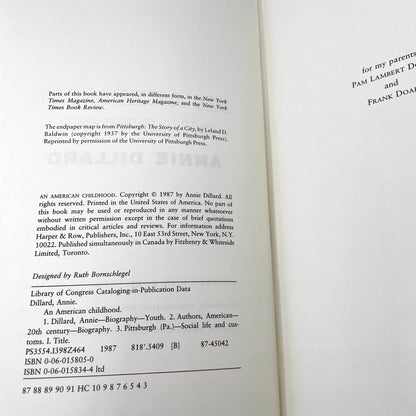 Parts of this book have appeared, in different form, in the New York
Times Magazine, American Heritage Magazine, and the New York
Times Book Review.
The endpaper map is from Pittsburgh: The Story of a City, by Leland D.
Baldwin (copyright 1937 by the University of Pittsburgh Press).
Reprinted by permission of the University of Pittsburgh Press.
ANNIE DILLARD
AN AMERICAN CHILDHOOD. Copyright © 1987 by Annie Dillard. All
rights reserved. Printed in the United States of America. No part of
this book may be used or reproduced in any manner whatsoever
without written permission except in the case of brief quotations
embodied in critical articles and reviews. For information address
Harper & Row, Publishers, Inc., 10 East 53rd Street, New York, N.Y.
10022. Published simultaneously in Canada by Fitzhenry & Whiteside
Limited, Toronto.
Designed by Ruth Bornschlegel
Library of Congress Cataloging-in-Publication Data
Dillard, Annie.
An American childhood.
1. Dillard, Annie—Biography—Youth. 2. Authors, American—
20th century—Biography. 3. Pittsburgh (Pa.)—Social life and cus-
toms. I. Title.
PS3554.I398Z464 1987 818'.5409 [B] 87-45042
ISBN 0-06-015805-0
ISBN 0-06-015834-4 ltd
87 88 89 90 91 HC 10 9 8 7 6 5 4 3
for my parents
PAM LAMBERT DO
and
FRANK DOA